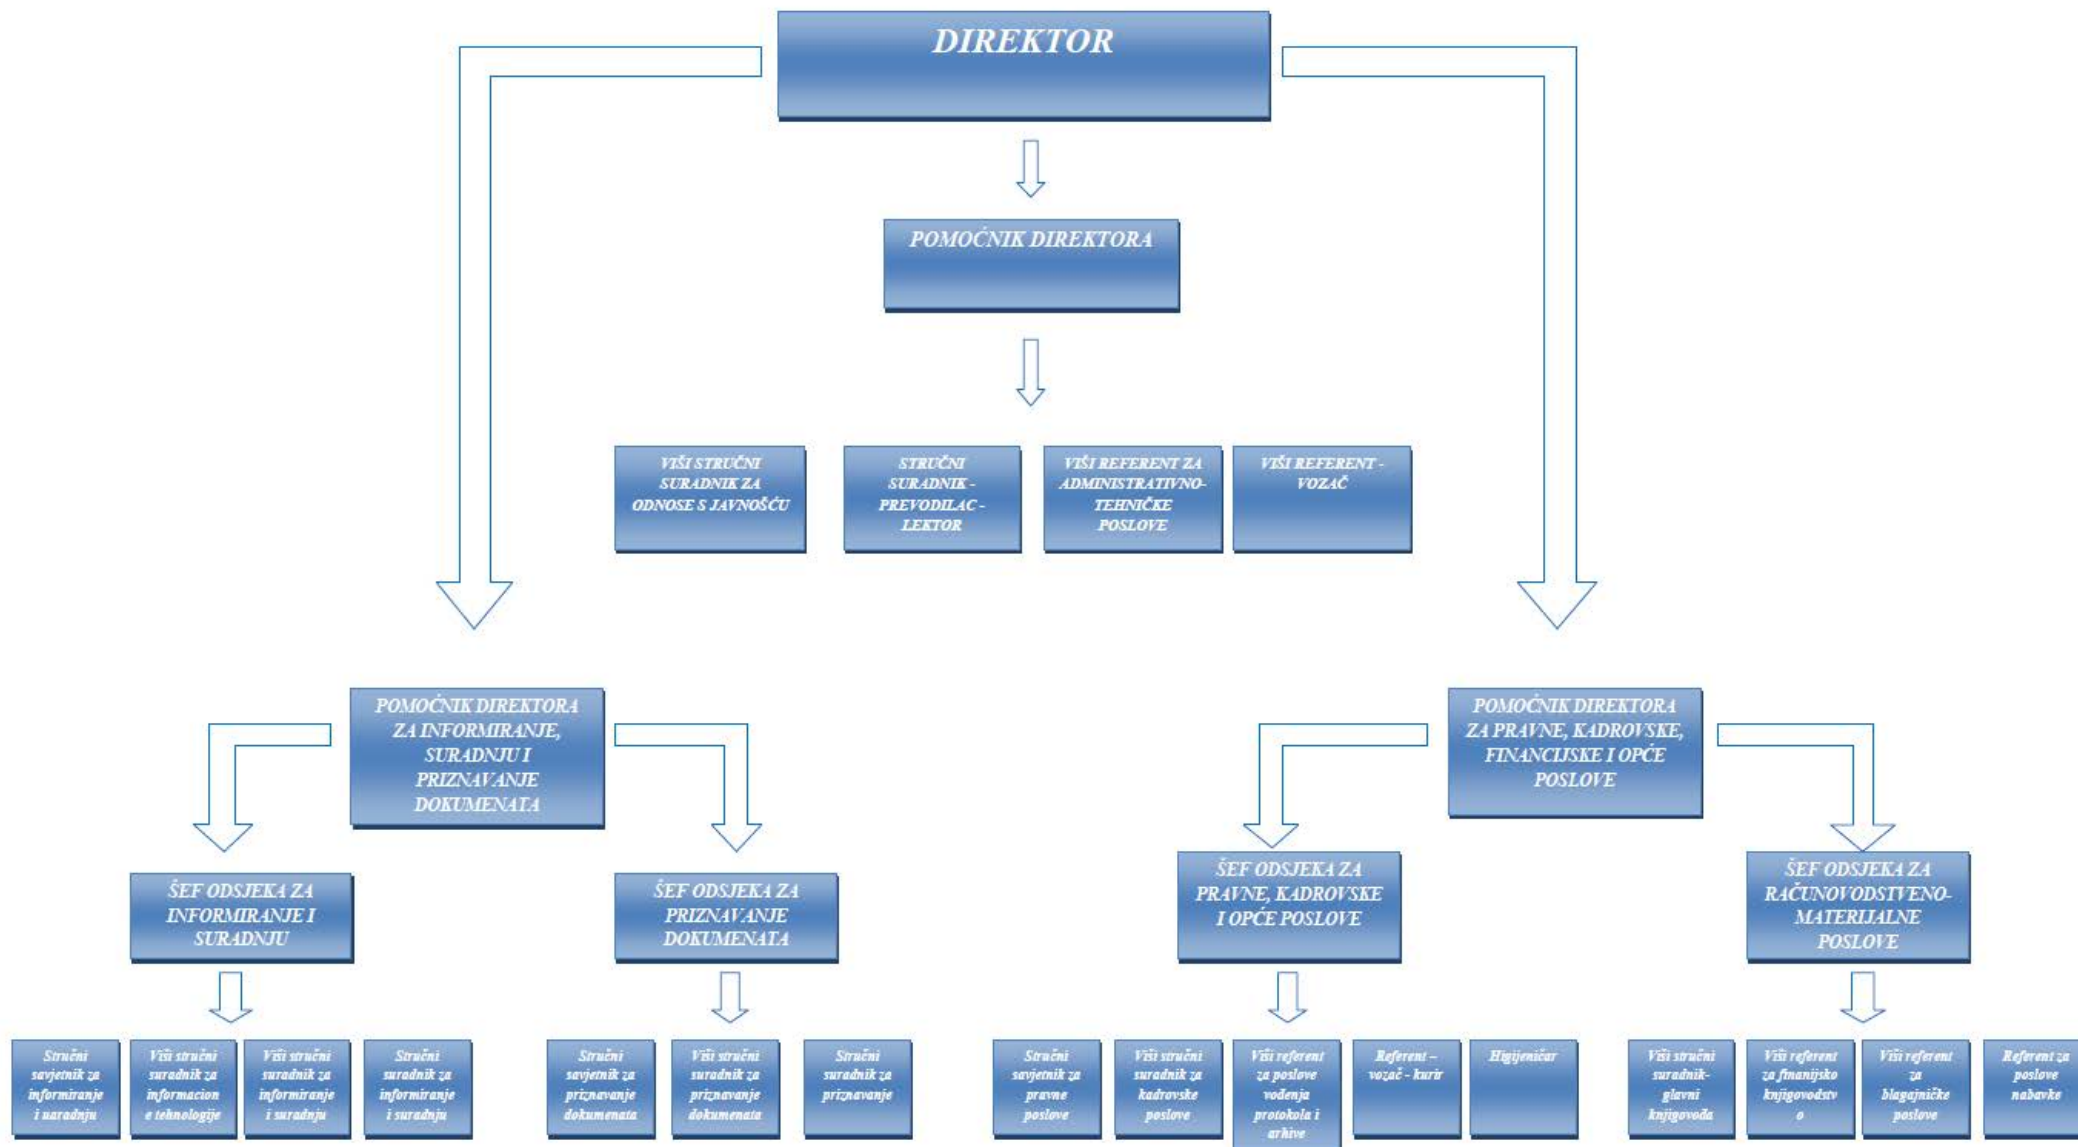 DIREKTOR
POMOĆNIK DIREKTORA
VIŠI STRUČNI
SURADNIK ZA
ODNOSE S JAVNOŠĆU
STRUČNI
SURADNIK -
PREVODILAC -
LEKTOR
VIŠI REFERENT ZA
ADMINISTRATIVNO-
TEHNIČKE
POSLOVE
VIŠI REFERENT -
VOZAČ
POMOĆNIK DIREKTORA
ZA INFORMIRANJE,
SURADNJU I
PRIZNAVANJE
DOKUMENATA
POMOĆNIK DIREKTORA
ZA PRAVNE, KADROVSKE,
FINANCIJSKE I OPĆE
POSLOVE
ŠEF ODSJEKA ZA
INFORMIRANJE I
SURADNJU
ŠEF ODSJEKA ZA
PRIZNAVANJE
DOKUMENATA
ŠEF ODSJEKA ZA
PRAVNE, KADROVSKE
I OPĆE POSLOVE
ŠEF ODSJEKA ZA
RAČUNOVODSTVENO-
MATERIJALNE
POSLOVE
Stručni
savjetnik za
informiranje
i uaradnju
Viši stručni
suradnik za
informacion
e tehnologije
Viši stručni
suradnik za
informiranje
i suradnju
Stručni
suradnik za
informiranje
i suradnju
Stručni
savjetnik za
priznavanje
dokumenata
Viši stručni
suradnik za
priznavanje
dokumenata
Stručni
suradnik za
priznavanje
Stručni
savjetnik za
pravne
poslove
Viši stručni
suradnik za
kadrovske
poslove
Viši referent
za poslove
vođenja
protokola i
arhive
Referent –
vozač - kurir
Higijeničar
Viši stručni
suradnik-
glavni
knjigovođa
Viši referent
za finanijsko
knjigovodstv
o
Viši referent
za
blagajničke
poslove
Referent za
poslove
nabavke